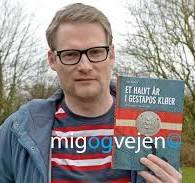 ET HALVT ÅR
I GESTAPOS KLØER
migogvejen©